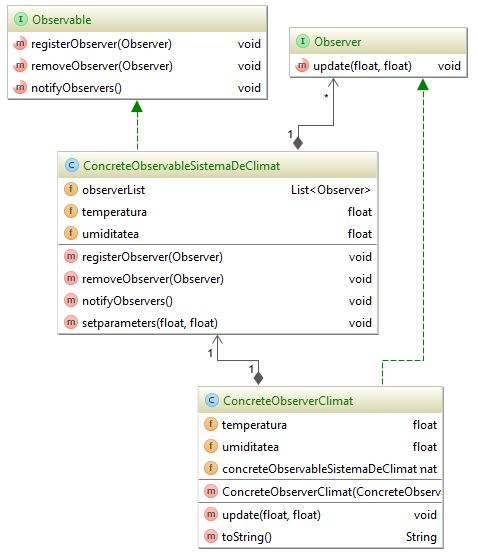 Observable
registerObserver(Observer) void
removeObserver(Observer) void
notifyObservers() void
Observer
update(float, float) void
*
1
ConcreteObservableSistemaDeClimat
observerList List<Observer>
temperatura float
umiditatea float
registerObserver(Observer) void
removeObserver(Observer) void
notifyObservers() void
setparameters(float, float) void
1
1
ConcreteObserverClimat
temperatura float
umiditatea float
concreteObservableSistemaDeClimat nat
ConcreteObserverClimat(ConcreteObserv
update(float, float) void
toString() String